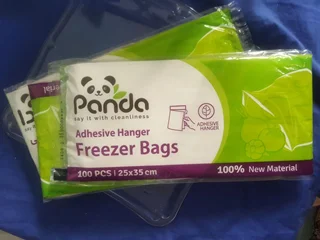 Panda
say it with cleanliness
Adhesive Hanger
Freezer Bags
ADHESIVE
HANGER
100 PCS | 25x35 cm
100% New Material